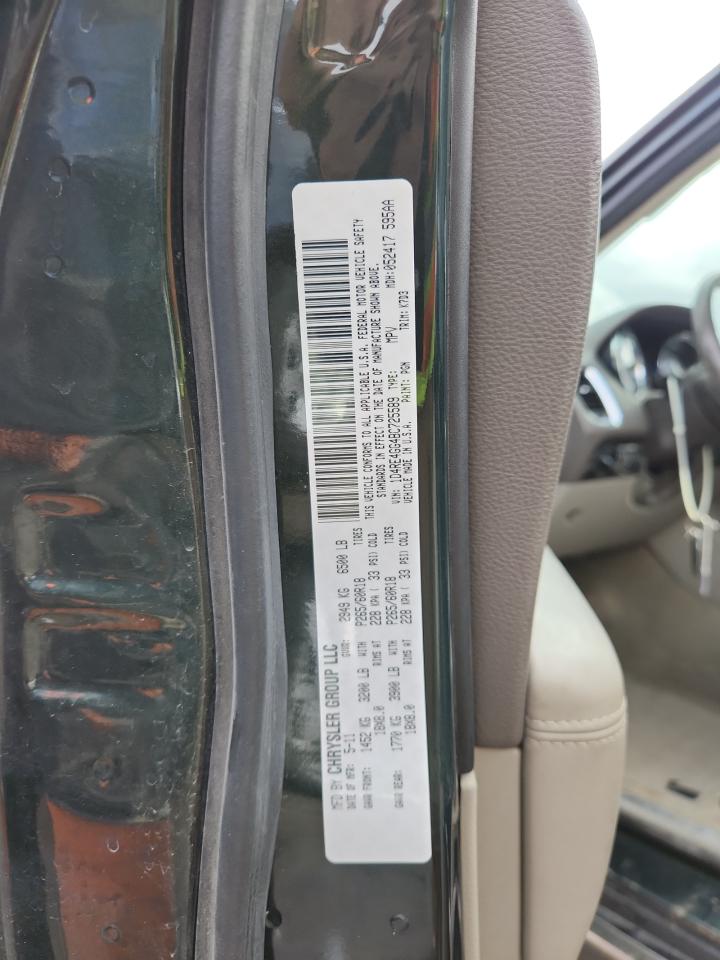 MFD BY CHRYSLER GROUP LLC
DATE OF MFR: 5-11 GVWR: 2949 KG 6500 LB
GAWR FRONT: 1452 KG 3200 LB WITH P265/60R18 TIRES
18X8.0 RIMS AT 228 KPA ( 33 PSI) COLD
GAWR REAR: 1770 KG 3900 LB WITH P265/60R18 TIRES
18X8.0 RIMS AT 228 KPA ( 33 PSI) COLD
THIS VEHICLE CONFORMS TO ALL APPLICABLE U.S.A. FEDERAL MOTOR VEHICLE SAFETY
STANDARDS IN EFFECT ON THE DATE OF MANUFACTURE SHOWN ABOVE.
VIN: 1D4RE4GG4BC725589 TYPE: MPV MDH:052417 595AA
VEHICLE MADE IN U.S.A. PAINT: PGM TRIM: K7D3